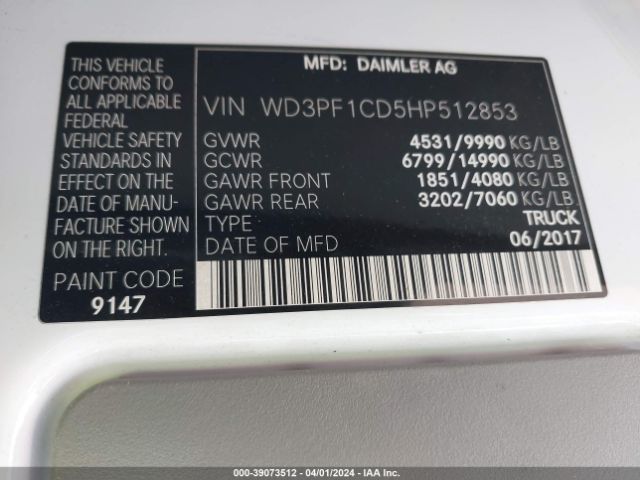 THIS VEHICLE
CONFORMS TO
ALL APPLICABLE
FEDERAL
VEHICLE SAFETY
STANDARDS IN
EFFECT ON THE
DATE OF MANU-
FACTURE SHOWN
ON THE RIGHT.
PAINT CODE
9147
MFD: DAIMLER AG
VIN WD3PF1CD5HP512853
GVWR 4531/9990 KG/LB
GCWR 6799/14990 KG/LB
GAWR FRONT 1851/4080 KG/LB
GAWR REAR 3202/7060 KG/LB
TYPE TRUCK
DATE OF MFD 06/2017
000-39073512 - 04/01/2024 - IAAI.COM